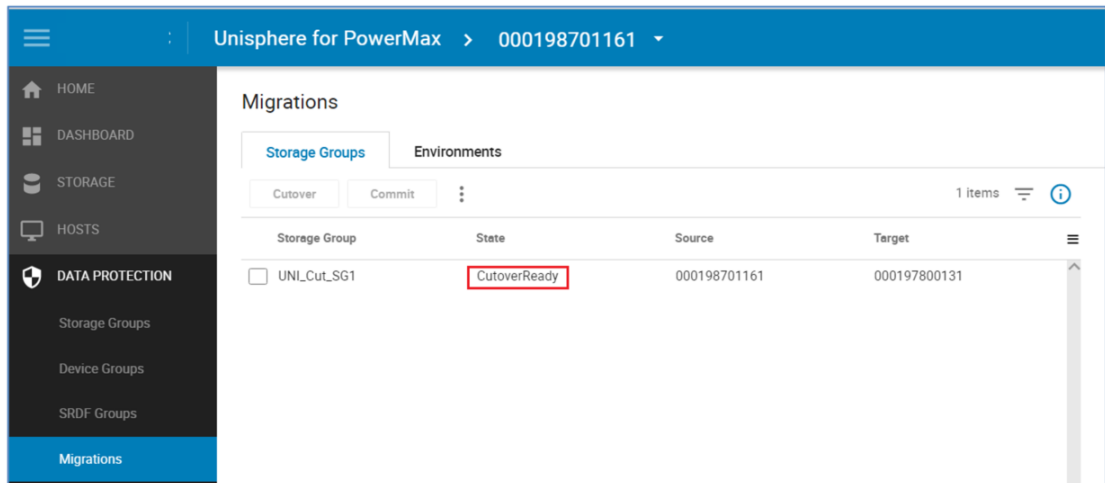 Unisphere for PowerMax > 000198701161
HOME
DASHBOARD
STORAGE
HOSTS
DATA PROTECTION
Storage Groups
Device Groups
SRDF Groups
Migrations
Migrations
Storage Groups Environments
Cutover Commit 1 items
Storage Group State Source Target
UNI_Cut_SG1 CutoverReady 000198701161 000197800131